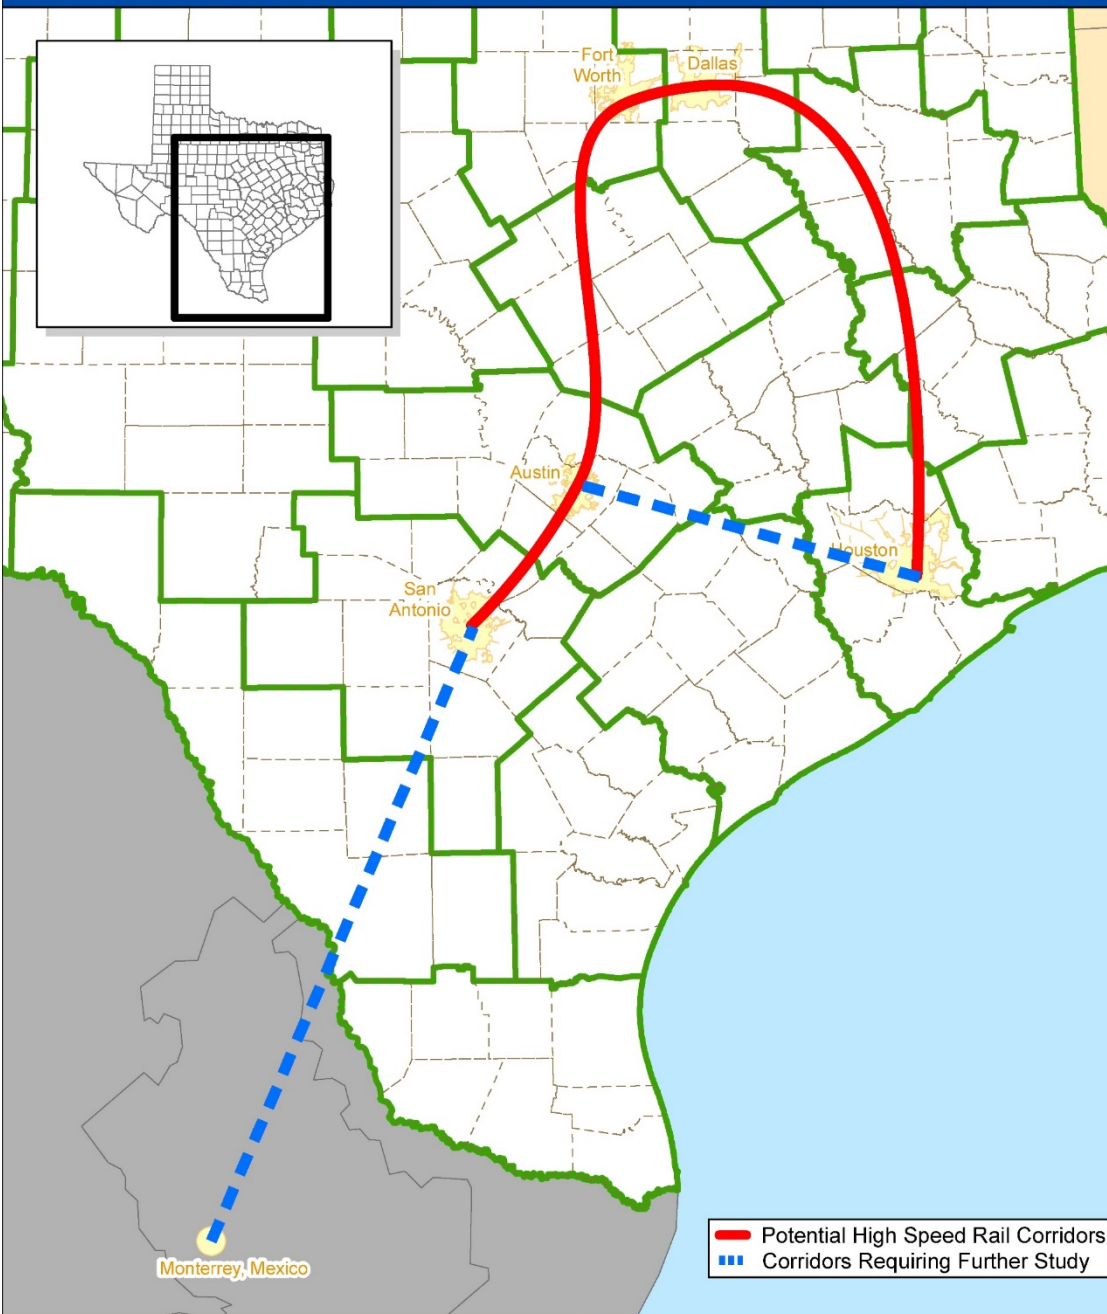 Fort
Worth
Dallas
Austin
Houston
San
Antonio
Monterrey, Mexico
Potential High Speed Rail Corridors
Corridors Requiring Further Study